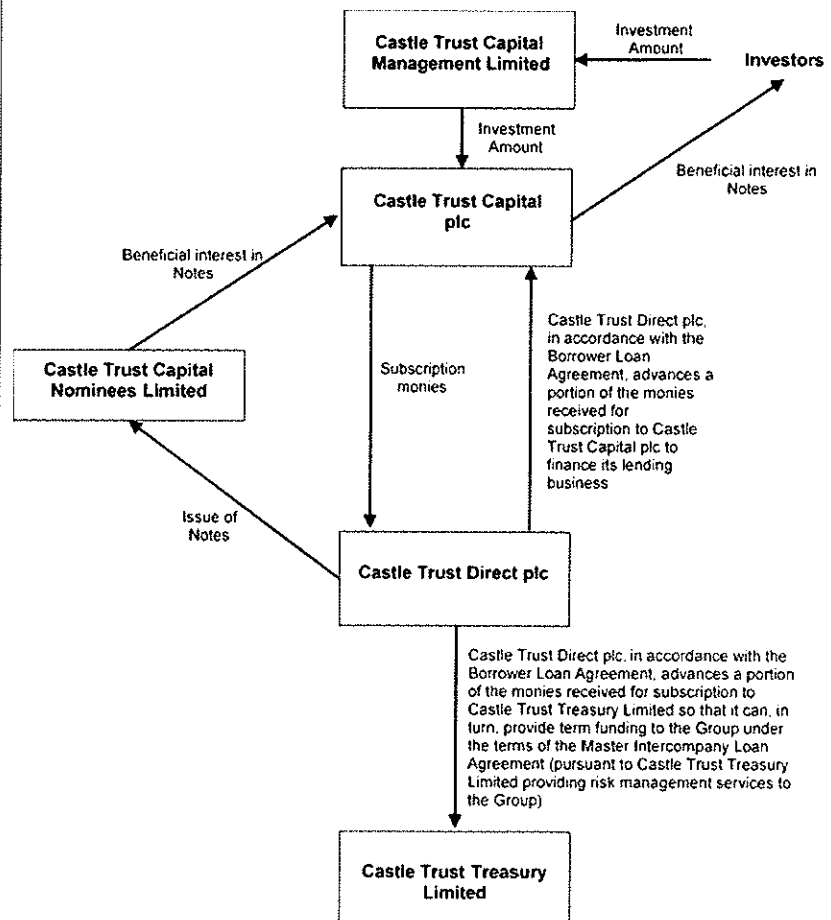 Castle Trust Capital
Management Limited
Investment
Amount
Investors
Investment
Amount
Castle Trust Capital
plc
Beneficial interest in
Notes
Beneficial interest in
Notes
Castle Trust Capital
Nominees Limited
Subscription
monies
Castle Trust Direct plc,
in accordance with the
Borrower Loan
Agreement, advances a
portion of the monies
received for
subscription to Castle
Trust Capital plc to
finance its lending
business
Issue of
Notes
Castle Trust Direct plc
Castle Trust Direct plc, in accordance with the
Borrower Loan Agreement, advances a portion
of the monies received for subscription to
Castle Trust Treasury Limited so that it can, in
turn, provide term funding to the Group under
the terms of the Master Intercompany Loan
Agreement (pursuant to Castle Trust Treasury
Limited providing risk management services to
the Group)
Castle Trust Treasury
Limited